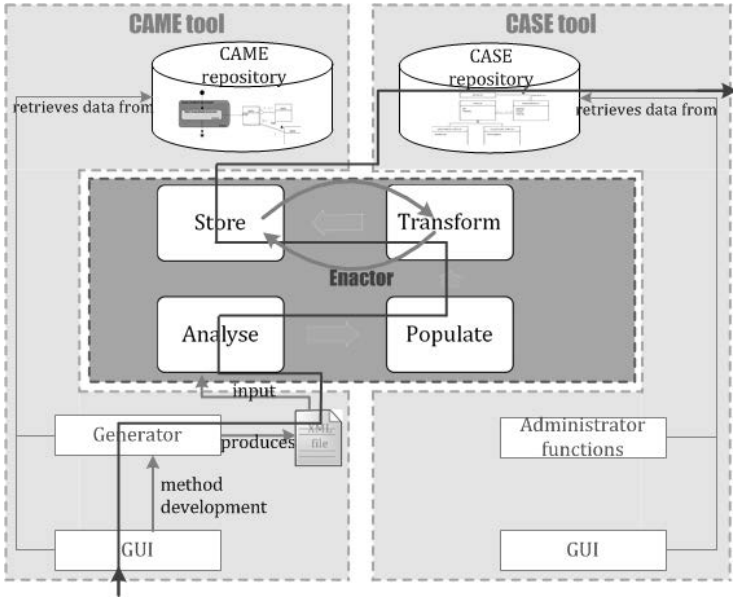 CAME tool
CASE tool
CAME
repository
CASE
repository
retrieves data from
retrieves data from
Store
Transform
Enactor
Analyse
Populate
input
Generator
produces
XML
file
Administrator
functions
method
development
GUI
GUI